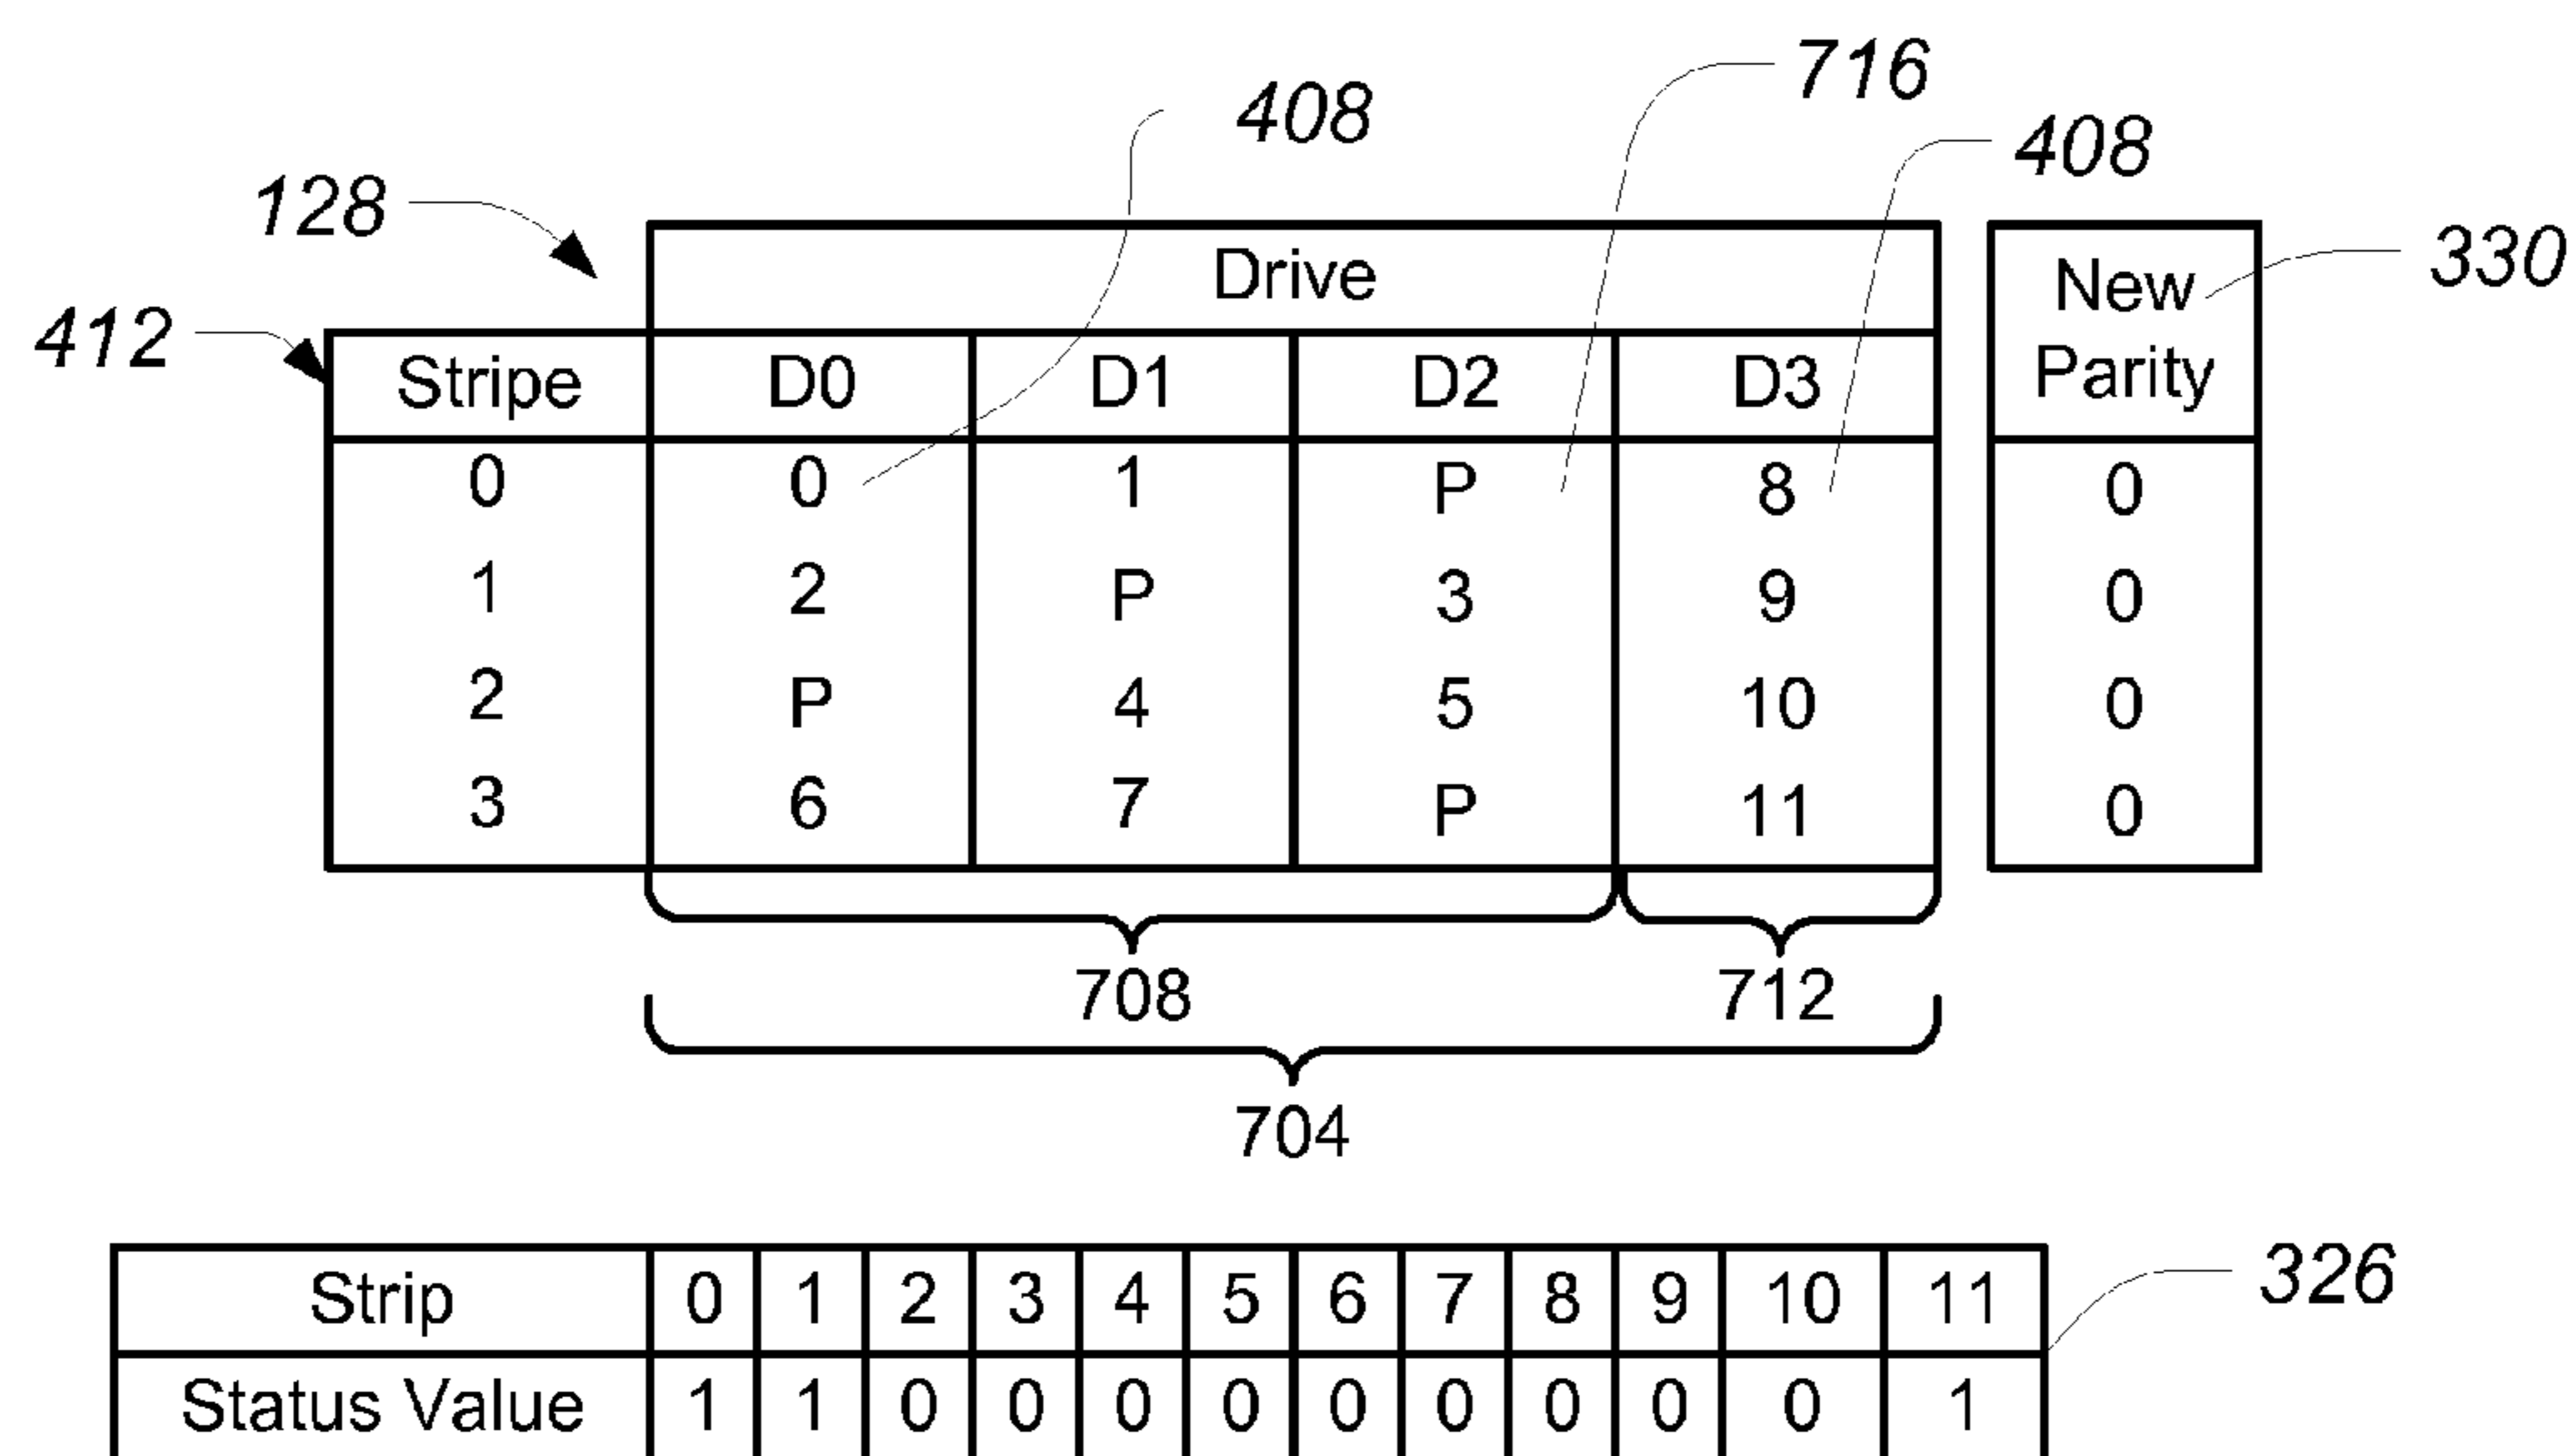 716
408
408
128
330
Drive
New
Parity
412
Stripe D0 D1 D2 D3
0 0 1 P 8 0
1 2 P 3 9 0
2 P 4 5 10 0
3 6 7 P 11 0
708 712
704
326
Strip 0 1 2 3 4 5 6 7 8 9 10 11
Status Value 1 1 0 0 0 0 0 0 0 0 0 1